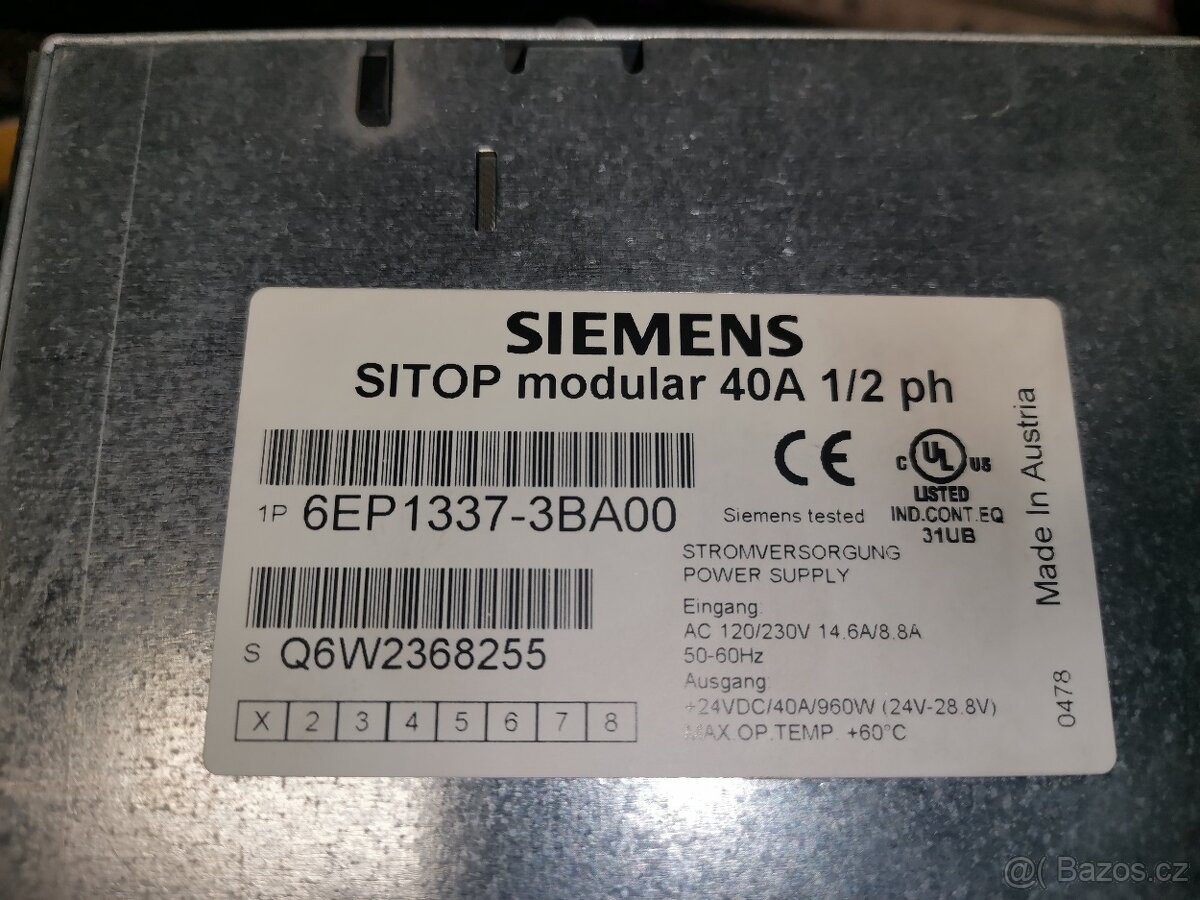 SIEMENS
SITOP modular 40A 1/2 ph
1P 6EP1337-3BA00
S Q6W2368255
X 2 3 4 5 6 7 8
CE
Siemens tested
C UL US
LISTED
IND.CONT.EQ
31UB
STROMVERSORGUNG
POWER SUPPLY
Eingang:
AC 120/230V 14.6A/8.8A
50-60Hz
Ausgang:
+24VDC/40A/960W (24V-28.8V)
MAX.OP.TEMP. +60°C
Made In Austria
0478
@( Bazos.cz